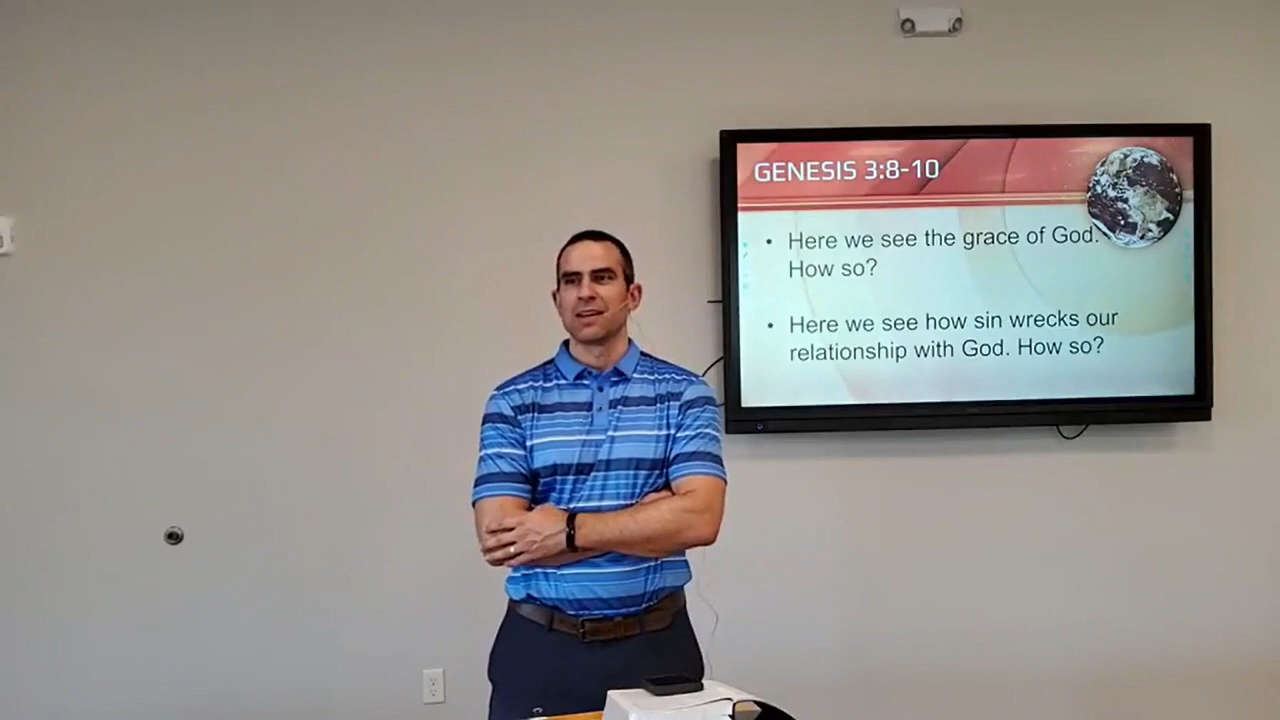 GENESIS 3:8-10
• Here we see the grace of God.
How so?
• Here we see how sin wrecks our
relationship with God. How so?